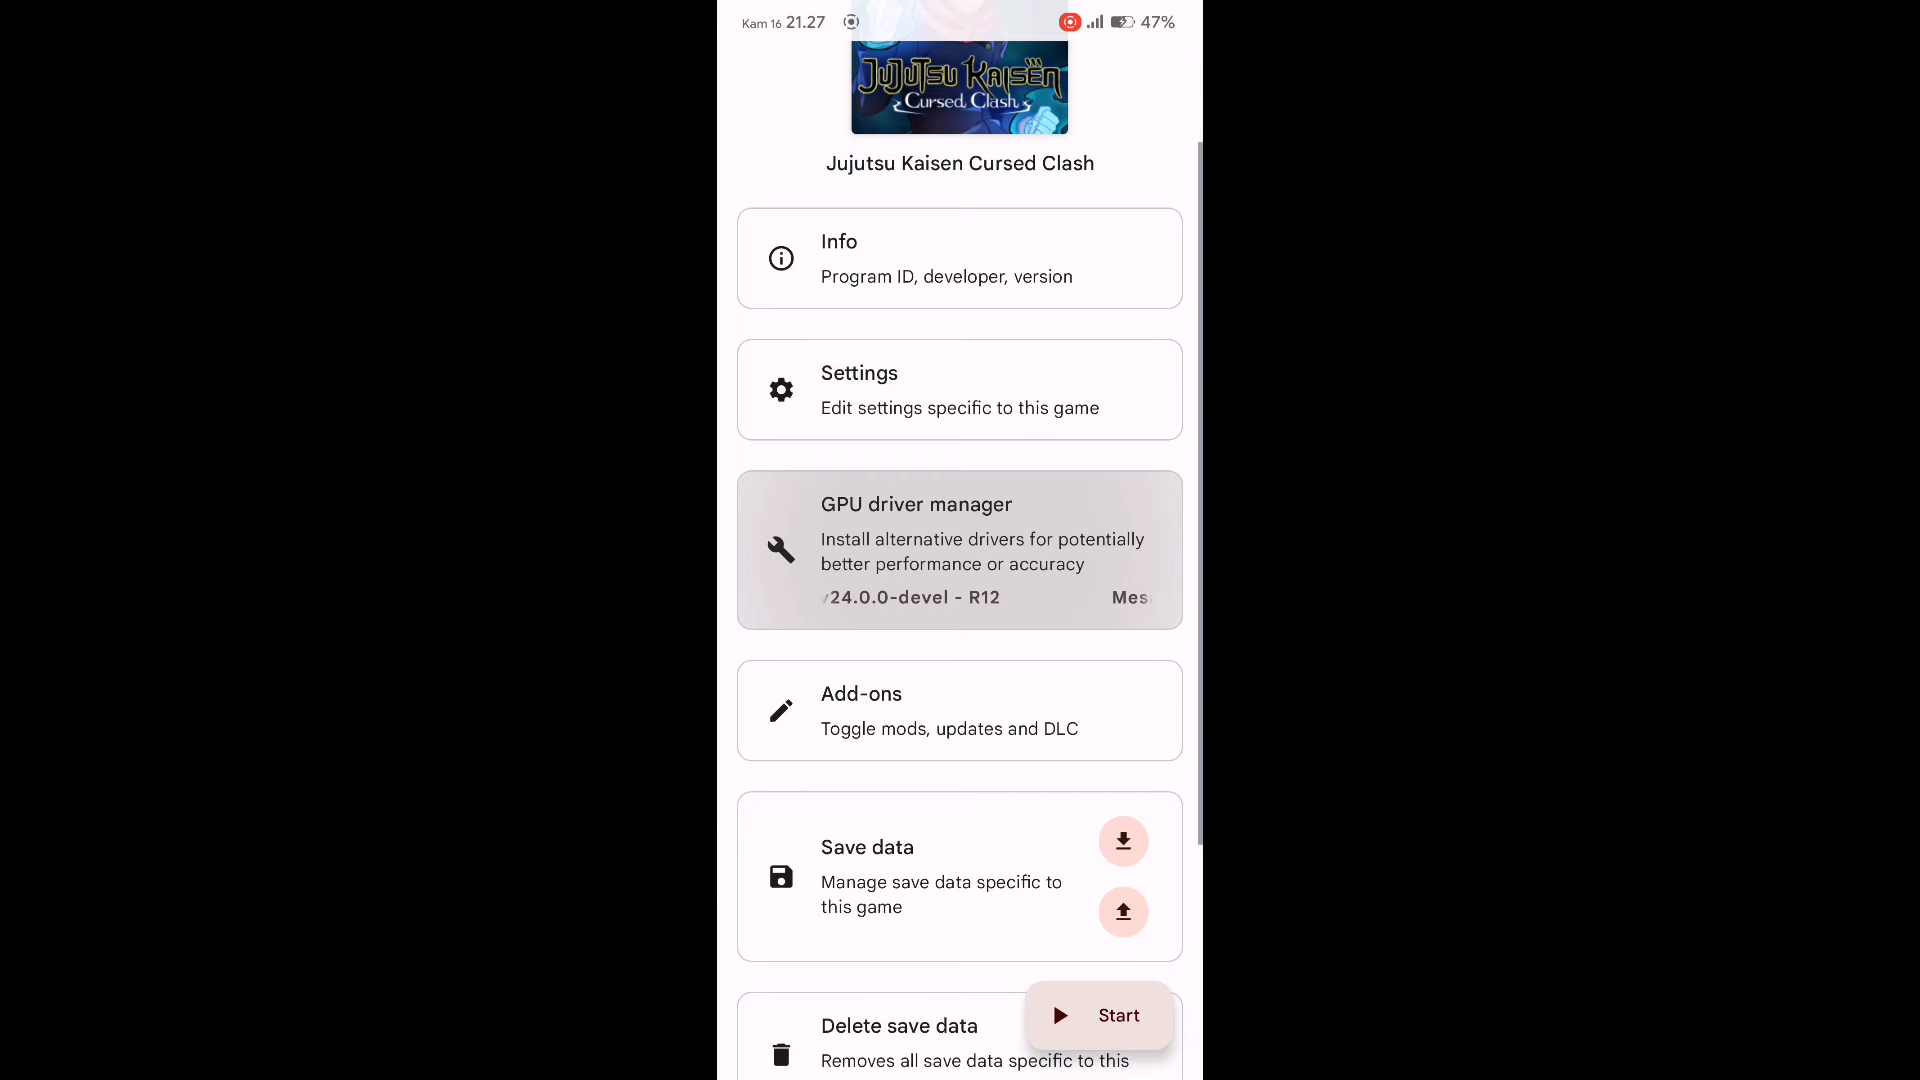 Kam 16 21.27
47%
JUJUTSU KAISEN
Cursed Clash
Jujutsu Kaisen Cursed Clash
Info
Program ID, developer, version
Settings
Edit settings specific to this game
GPU driver manager
Install alternative drivers for potentially
better performance or accuracy
v24.0.0-devel - R12 Mes
Add-ons
Toggle mods, updates and DLC
Save data
Manage save data specific to
this game
Start
Delete save data
Removes all save data specific to this